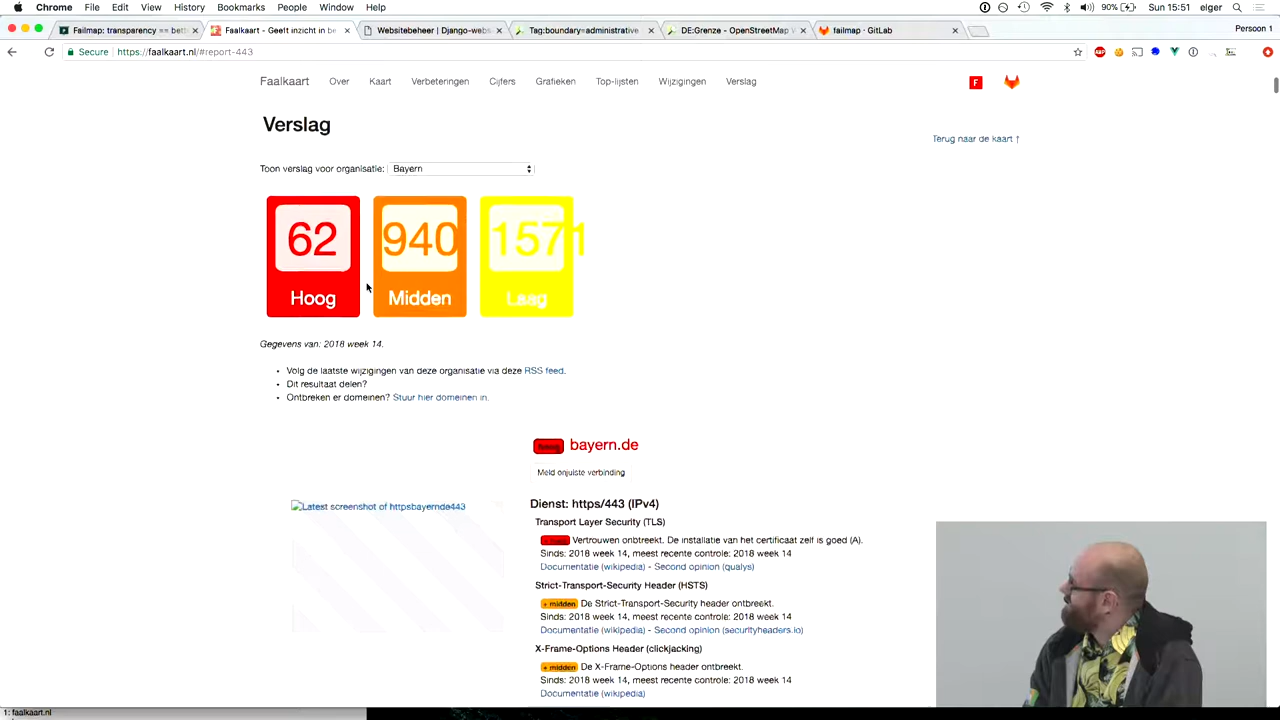 Chrome File Edit View History Bookmarks People Window Help 90% Sun 15:51 elger
Failmap: transparency == bett Faalkaart - Geeft inzicht in be Websitebeheer | Django-web Tag:boundary=administrative DE:Grenze - OpenStreetMap W failmap · GitLab Persoon 1
Secure https://faalkaart.nl/#report-443
Faalkaart Over Kaart Verbeteringen Cijfers Grafieken Top-lijsten Wijzigingen Verslag F
Verslag
Terug naar de kaart ↑
Toon verslag voor organisatie: Bayern
62 940 1571
Hoog Midden Laag
Gegevens van: 2018 week 14.
• Volg de laatste wijzigingen van deze organisatie via deze RSS feed.
• Dit resultaat delen?
• Ontbreken er domeinen? Stuur hier domeinen in.
bayern.de
Meld onjuiste verbinding
Latest screenshot of httpsbayernde443
Dienst: https/443 (IPv4)
Transport Layer Security (TLS)
Vertrouwen ontbreekt. De installatie van het certificaat zelf is goed (A).
Sinds: 2018 week 14, meest recente controle: 2018 week 14
Documentatie (wikipedia) - Second opinion (qualys)
Strict-Transport-Security Header (HSTS)
midden De Strict-Transport-Security header ontbreekt.
Sinds: 2018 week 14, meest recente controle: 2018 week 14
Documentatie (wikipedia) - Second opinion (securityheaders.io)
X-Frame-Options Header (clickjacking)
midden De X-Frame-Options header ontbreekt.
Sinds: 2018 week 14, meest recente controle: 2018 week 14
Documentatie (wikipedia)
1: faalkaart.nl